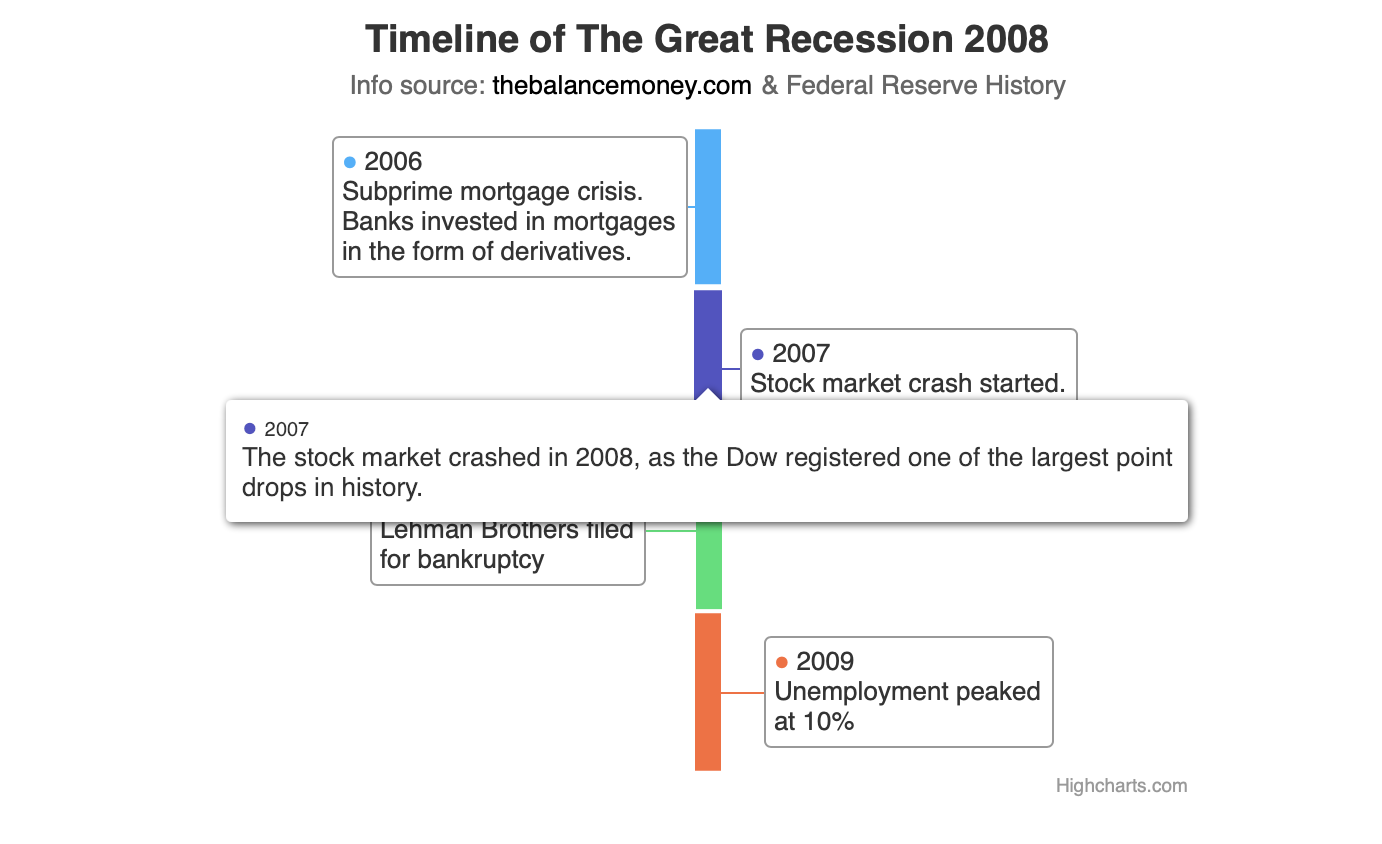 Timeline of The Great Recession 2008
Info source: thebalancemoney.com & Federal Reserve History
● 2006
Subprime mortgage crisis.
Banks invested in mortgages
in the form of derivatives.
● 2007
Stock market crash started.
● 2007
The stock market crashed in 2008, as the Dow registered one of the largest point
drops in history.
Lehman Brothers filed
for bankruptcy
● 2009
Unemployment peaked
at 10%
Highcharts.com